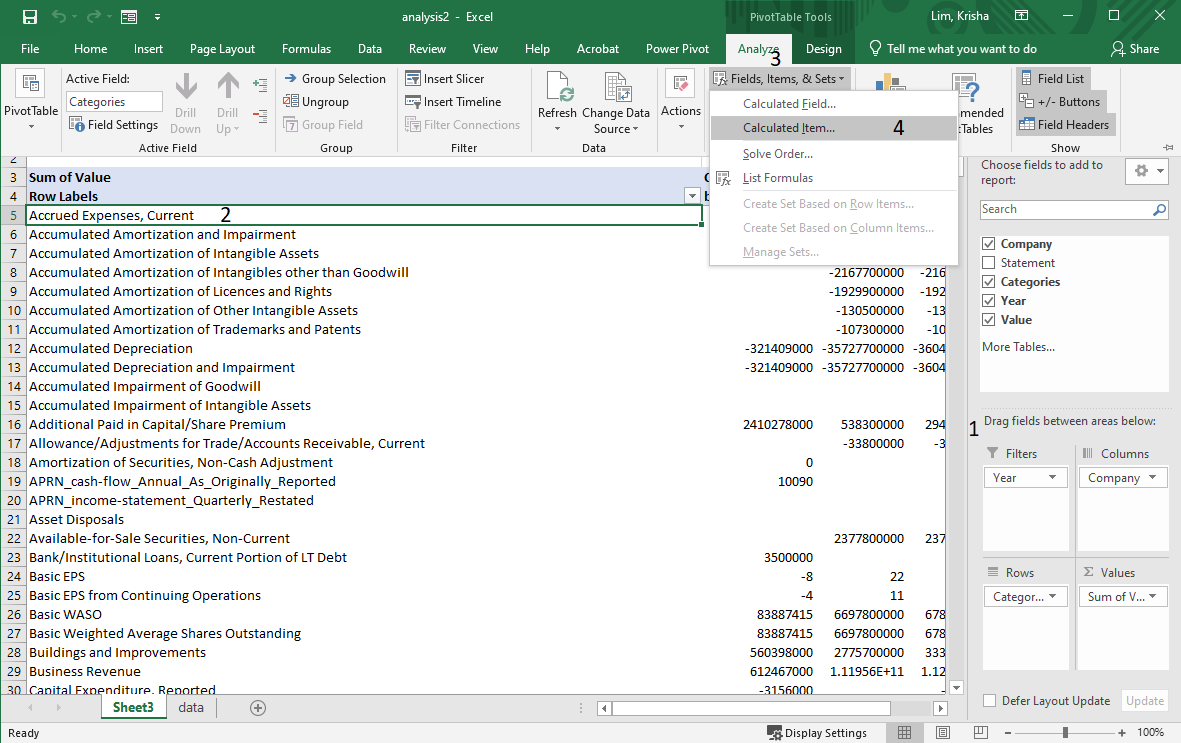 analysis2 - Excel
PivotTable Tools
Lim, Krisha
File Home Insert Page Layout Formulas Data Review View Help Acrobat Power Pivot Analyze Design Tell me what you want to do Share
3
PivotTable
Active Field:
Categories
Field Settings
Drill Down
Drill Up
Active Field
Group Selection
Ungroup
Group Field
Group
Insert Slicer
Insert Timeline
Filter Connections
Filter
Refresh
Change Data Source
Data
Actions
Fields, Items, & Sets
Calculated Field...
Calculated Item... 4
Solve Order...
List Formulas
Create Set Based on Row Items...
Create Set Based on Column Items...
Manage Sets...
Field List
+/- Buttons
Field Headers
Show
2
3 Sum of Value
4 Row Labels
5 Accrued Expenses, Current 2
6 Accumulated Amortization and Impairment
7 Accumulated Amortization of Intangible Assets
8 Accumulated Amortization of Intangibles other than Goodwill -2167700000 -216
9 Accumulated Amortization of Licences and Rights -1929900000 -192
10 Accumulated Amortization of Other Intangible Assets -130500000 -13
11 Accumulated Amortization of Trademarks and Patents -107300000 -10
12 Accumulated Depreciation -321409000 -35727700000 -3604
13 Accumulated Depreciation and Impairment -321409000 -35727700000 -3604
14 Accumulated Impairment of Goodwill
15 Accumulated Impairment of Intangible Assets
16 Additional Paid in Capital/Share Premium 2410278000 538300000 294
17 Allowance/Adjustments for Trade/Accounts Receivable, Current -33800000 -3
18 Amortization of Securities, Non-Cash Adjustment 0
19 APRN_cash-flow_Annual_As_Originally_Reported 10090
20 APRN_income-statement_Quarterly_Restated
21 Asset Disposals
22 Available-for-Sale Securities, Non-Current 2377800000 237
23 Bank/Institutional Loans, Current Portion of LT Debt 3500000
24 Basic EPS -8 22
25 Basic EPS from Continuing Operations -4 11
26 Basic WASO 83887415 6697800000 678
27 Basic Weighted Average Shares Outstanding 83887415 6697800000 678
28 Buildings and Improvements 560398000 2775700000 333
29 Business Revenue 612467000 1.11956E+11 1.12
30 Capital Expenditure, Reported -3156000 -
Choose fields to add to
report:
Search
Company
Statement
Categories
Year
Value
More Tables...
1 Drag fields between areas below:
Filters Columns
Year Company
Rows Σ Values
Categor... Sum of V...
Defer Layout Update Update
Sheet3 data
Ready Display Settings 100%